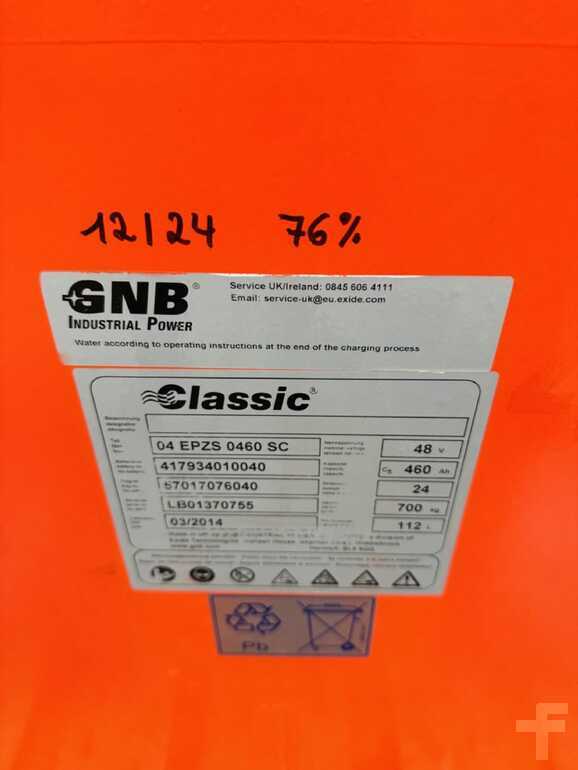 12/24 76%
GNB®
INDUSTRIAL POWER
Service UK/Ireland: 0845 606 4111
Email: service-uk@eu.exide.com
Water according to operating instructions at the end of the charging process
Classic®
04 EPZS 0460 SC 48 V
417934010040 C5 460 Ah
57017076040 24
LB01370755 700 kg
03/2014 112 L
Pb